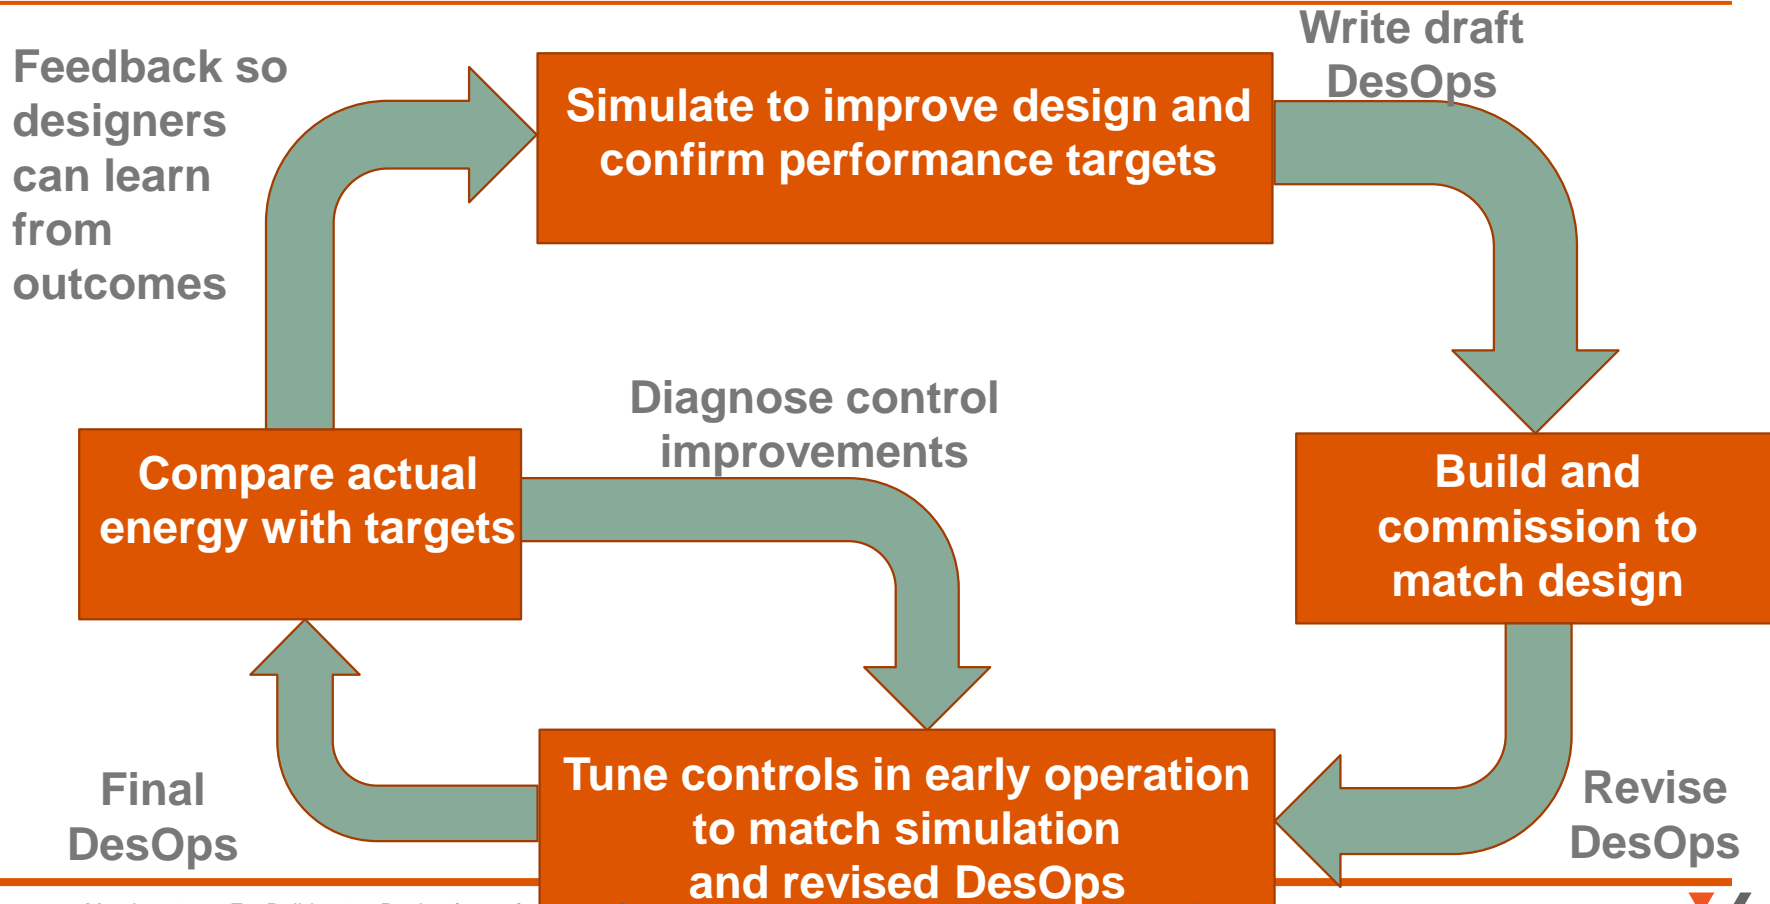 Write draft
DesOps
Feedback so
designers
can learn
from
outcomes
Simulate to improve design and
confirm performance targets
Diagnose control
improvements
Compare actual
energy with targets
Build and
commission to
match design
Final
DesOps
Tune controls in early operation
to match simulation
and revised DesOps
Revise
DesOps